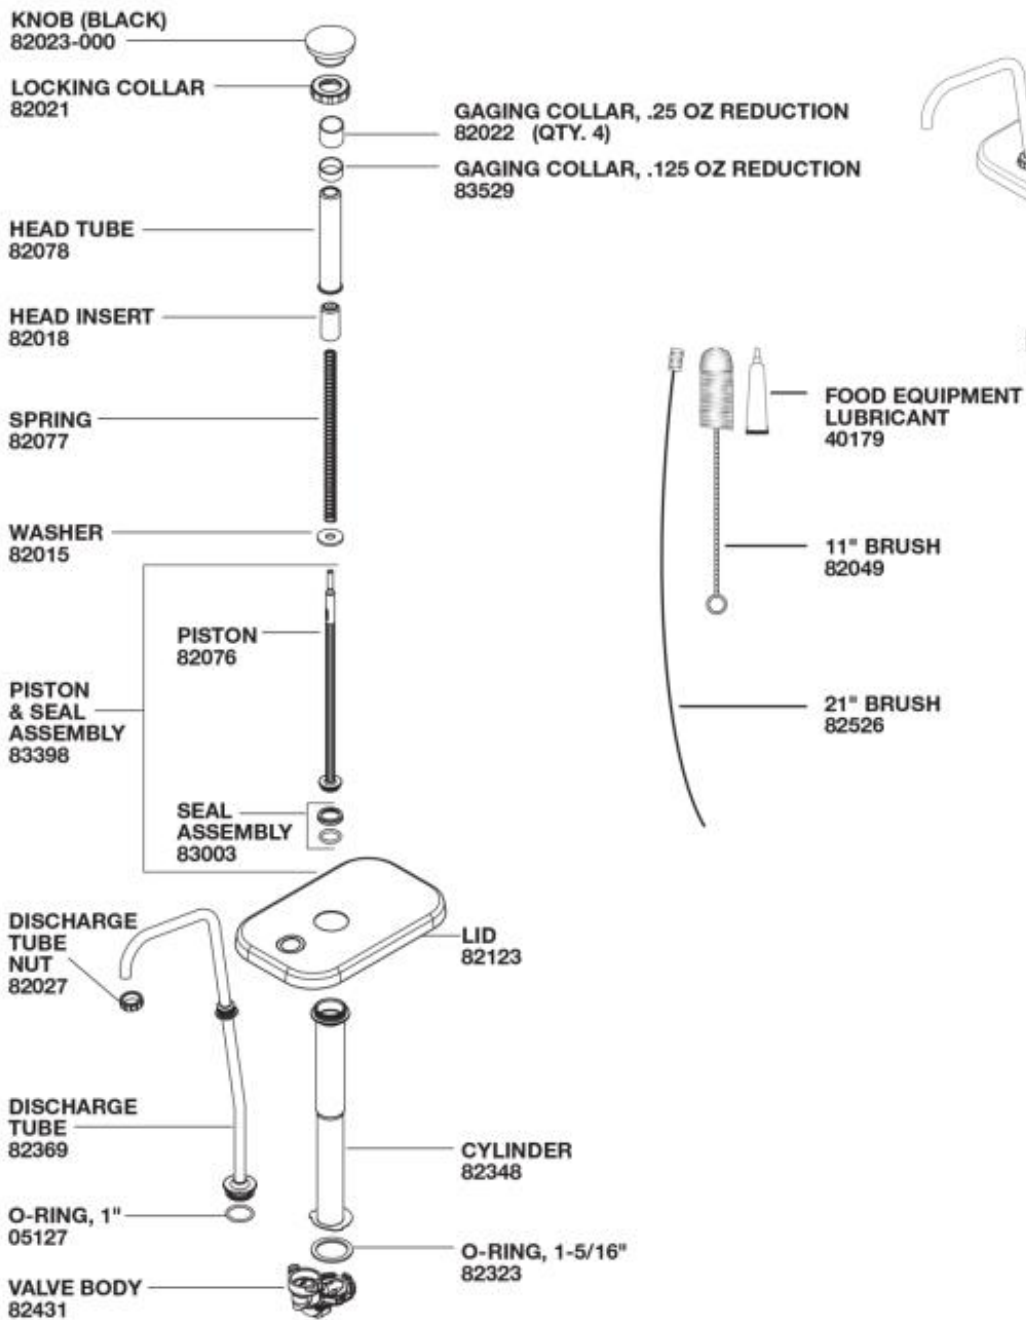 KNOB (BLACK)
82023-000
LOCKING COLLAR
82021
GAGING COLLAR, .25 OZ REDUCTION
82022 (QTY. 4)
GAGING COLLAR, .125 OZ REDUCTION
83529
HEAD TUBE
82078
HEAD INSERT
82018
SPRING
82077
WASHER
82015
PISTON
82076
PISTON
& SEAL
ASSEMBLY
83398
SEAL
ASSEMBLY
83003
FOOD EQUIPMENT
LUBRICANT
40179
11" BRUSH
82049
21" BRUSH
82526
DISCHARGE
TUBE
NUT
82027
LID
82123
DISCHARGE
TUBE
82369
CYLINDER
82348
O-RING, 1"
05127
O-RING, 1-5/16"
82323
VALVE BODY
82431